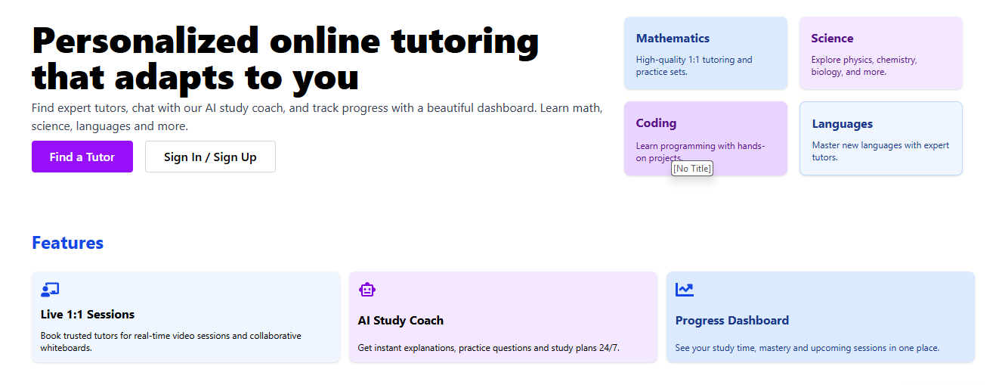 Personalized online tutoring
that adapts to you
Find expert tutors, chat with our AI study coach, and track progress with a beautiful dashboard. Learn math,
science, languages and more.
Find a Tutor
Sign In / Sign Up
Mathematics
High-quality 1:1 tutoring and
practice sets.
Science
Explore physics, chemistry,
biology, and more.
Coding
Learn programming with hands-
on projects.
[No Title]
Languages
Master new languages with expert
tutors.
Features
Live 1:1 Sessions
Book trusted tutors for real-time video sessions and collaborative
whiteboards.
AI Study Coach
Get instant explanations, practice questions and study plans 24/7.
Progress Dashboard
See your study time, mastery and upcoming sessions in one place.